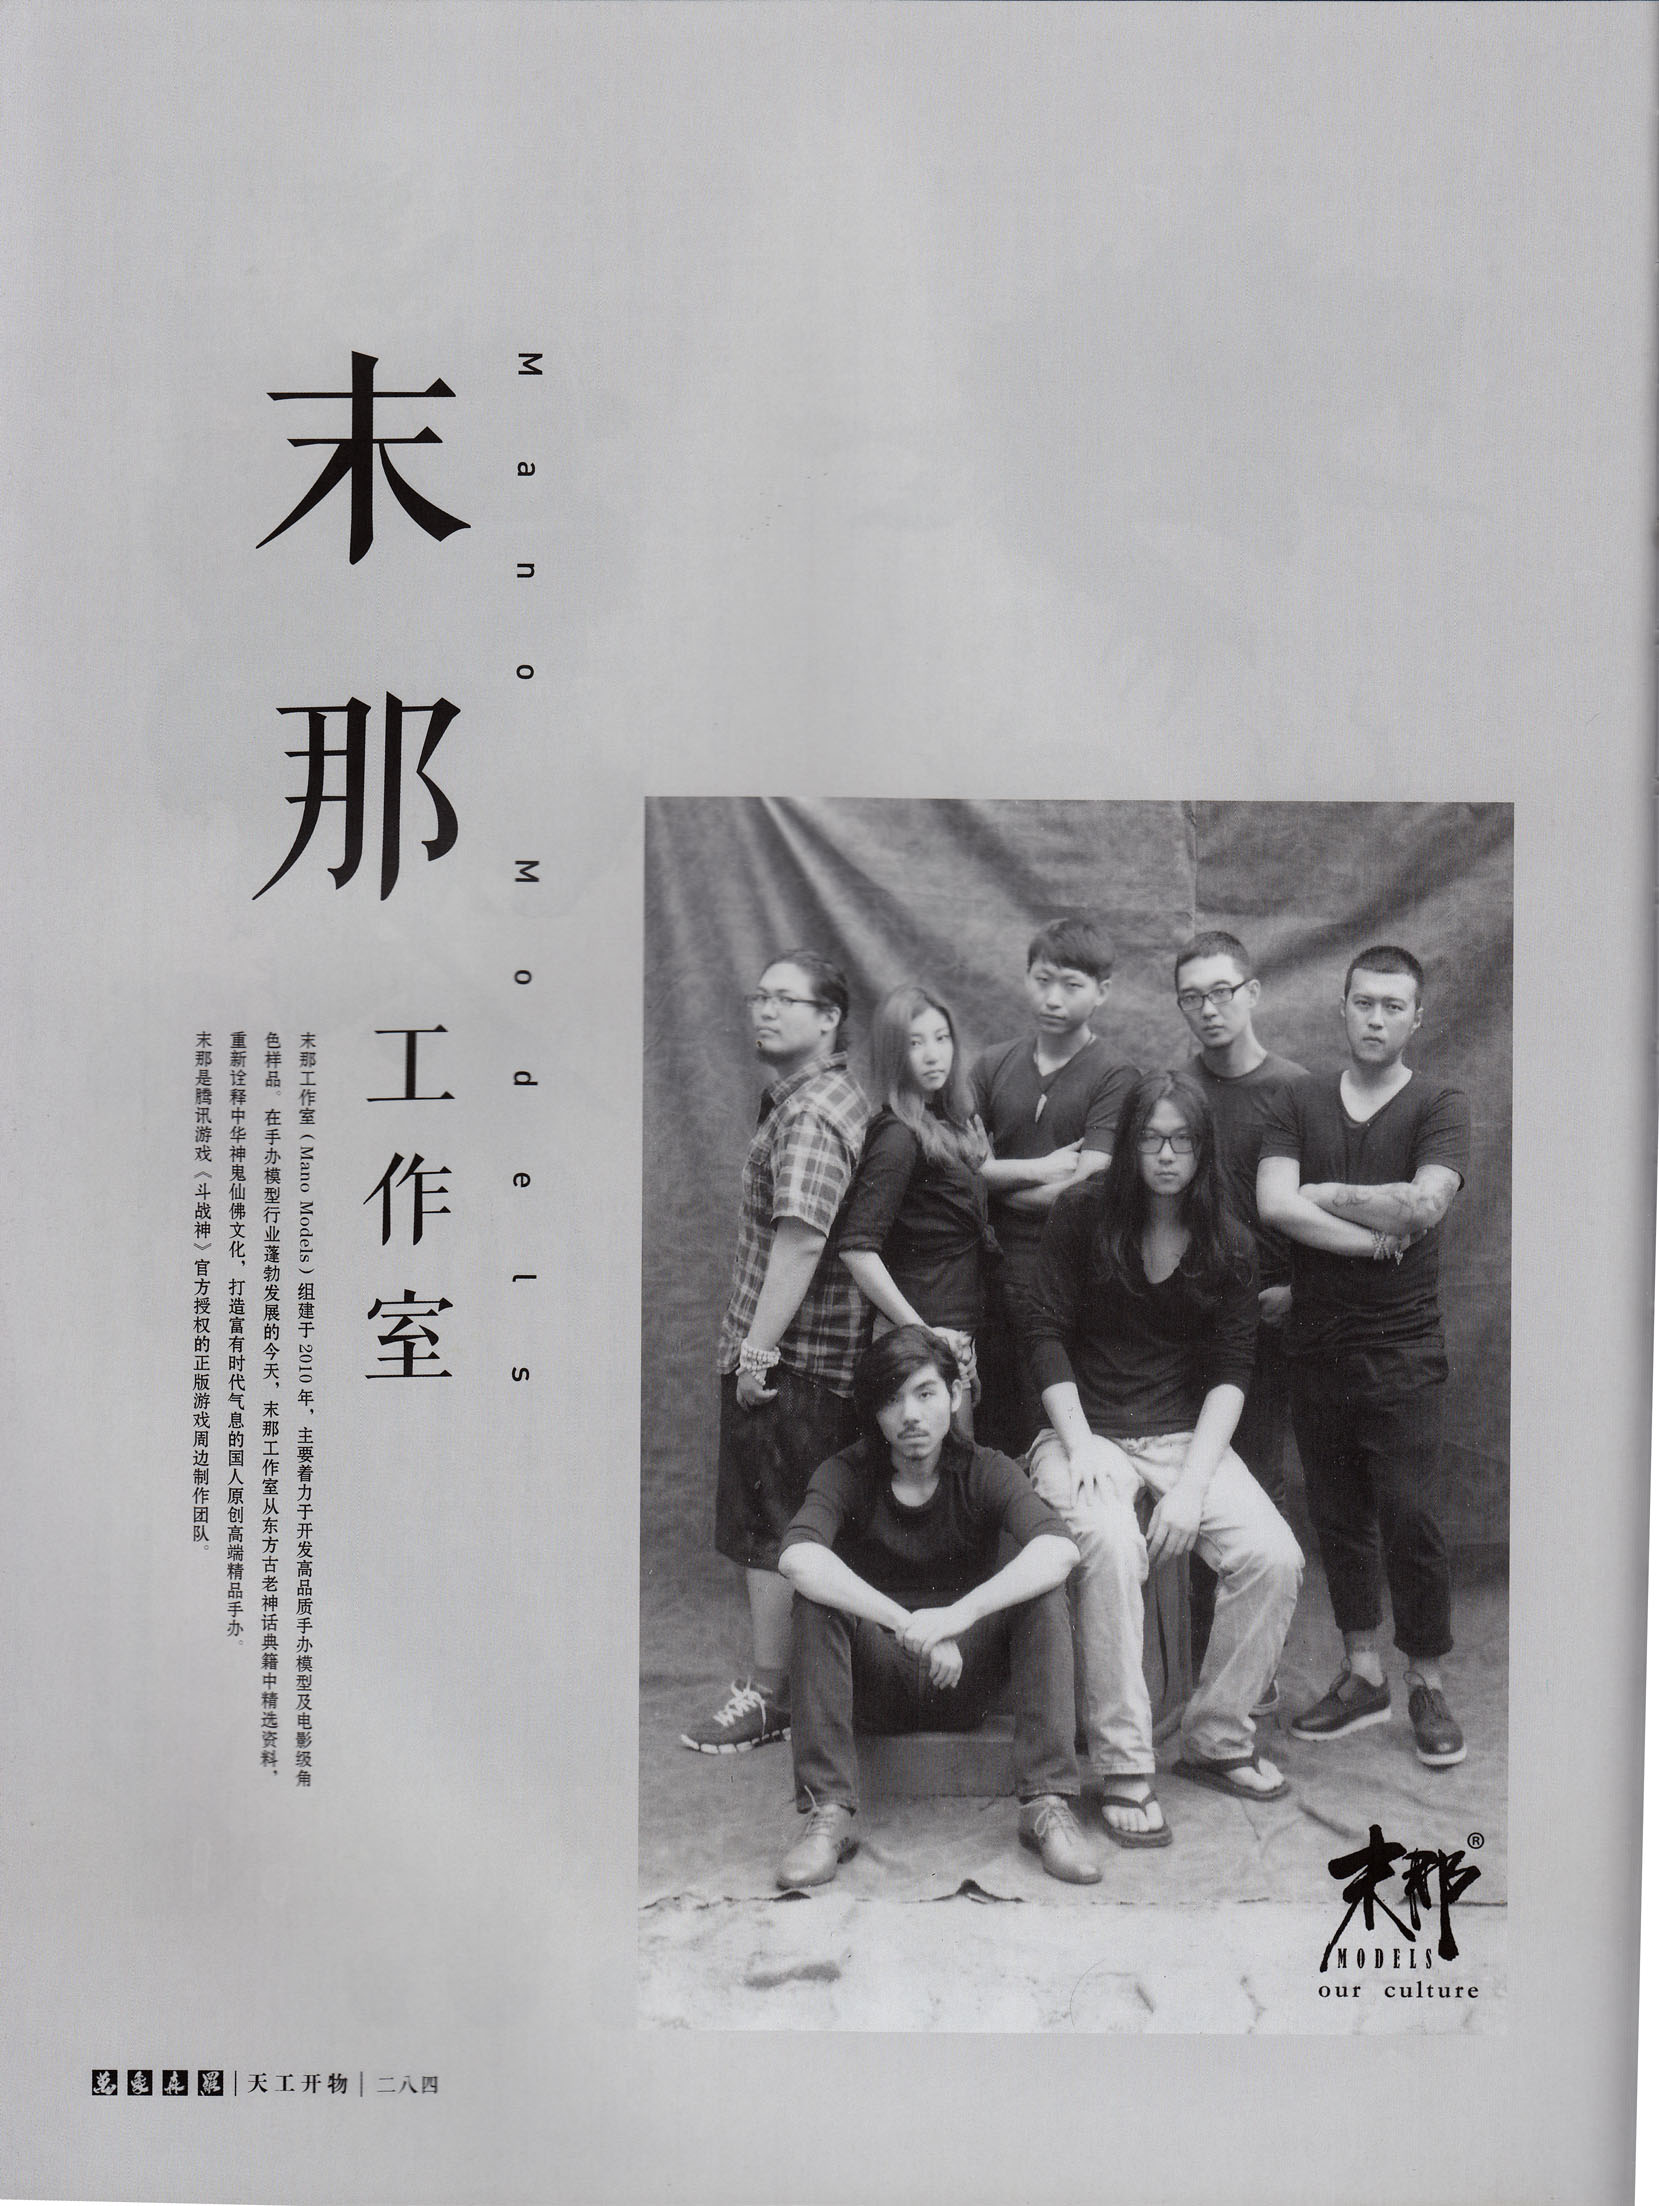 Mano Models
末那
工作室
末那工作室（Mano Models）组建于2010年，主要着力于开发高品质手办模型及电影级角
色样品。在手办模型行业蓬勃发展的今天，末那工作室从东方古老神话典籍中精选资料，
重新诠释中华神鬼仙佛文化，打造富有时代气息的国人原创高端精品手办。
末那是腾讯游戏《斗战神》官方授权的正版游戏周边制作团队。
末那®
MODELS
our culture
萬象森羅|天工开物|二八四